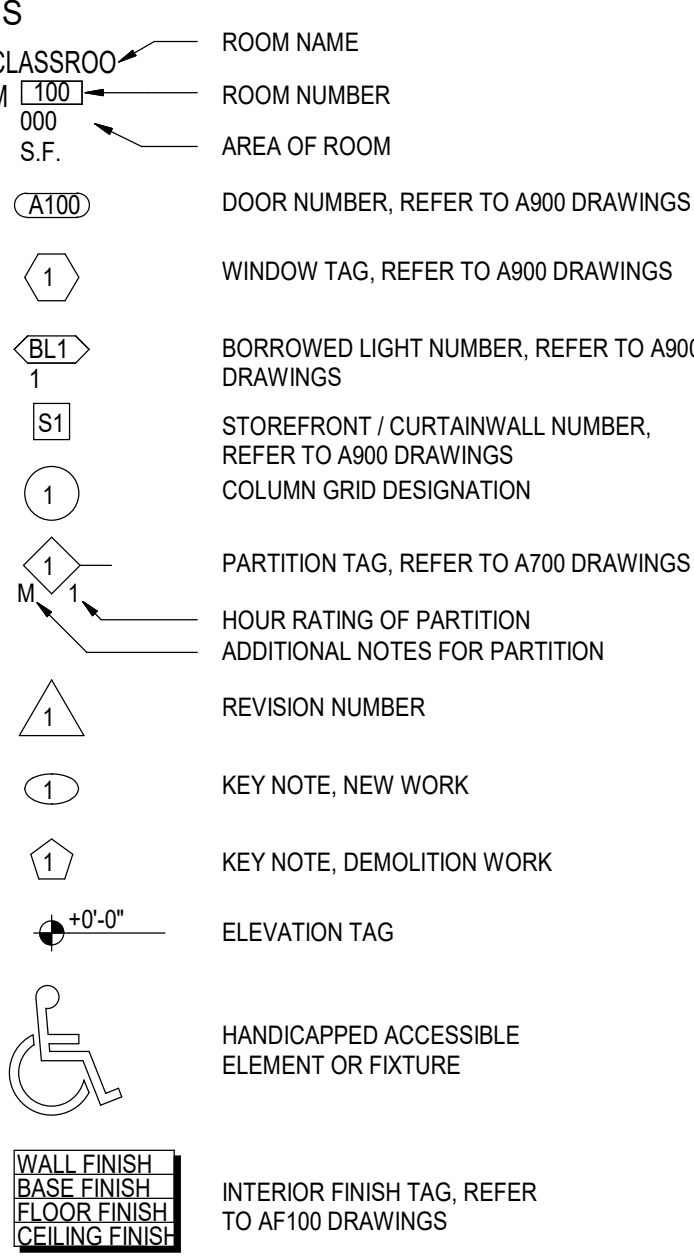 S
CLASSROO
M 100
000
S.F.
ROOM NAME
ROOM NUMBER
AREA OF ROOM
A100
DOOR NUMBER, REFER TO A900 DRAWINGS
1
WINDOW TAG, REFER TO A900 DRAWINGS
BL1
1
BORROWED LIGHT NUMBER, REFER TO A900
DRAWINGS
S1
STOREFRONT / CURTAINWALL NUMBER,
REFER TO A900 DRAWINGS
1
COLUMN GRID DESIGNATION
1
PARTITION TAG, REFER TO A700 DRAWINGS
M 1
HOUR RATING OF PARTITION
ADDITIONAL NOTES FOR PARTITION
1
REVISION NUMBER
1
KEY NOTE, NEW WORK
1
KEY NOTE, DEMOLITION WORK
+0'-0"
ELEVATION TAG
HANDICAPPED ACCESSIBLE
ELEMENT OR FIXTURE
WALL FINISH
BASE FINISH
FLOOR FINISH
CEILING FINISH
INTERIOR FINISH TAG, REFER
TO AF100 DRAWINGS